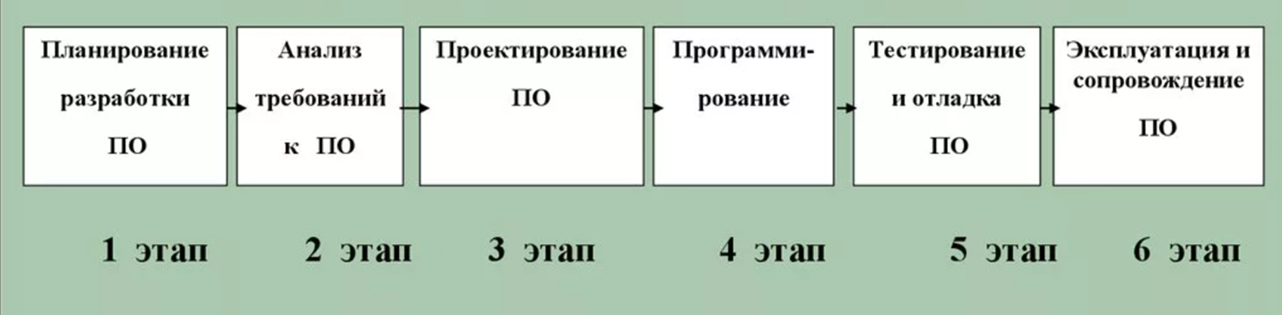 Планирование
разработки
ПО
Анализ
требований
к ПО
Проектирование
ПО
Программи-
рование
Тестирование
и отладка
ПО
Эксплуатация и
сопровождение
ПО
1 этап
2 этап
3 этап
4 этап
5 этап
6 этап